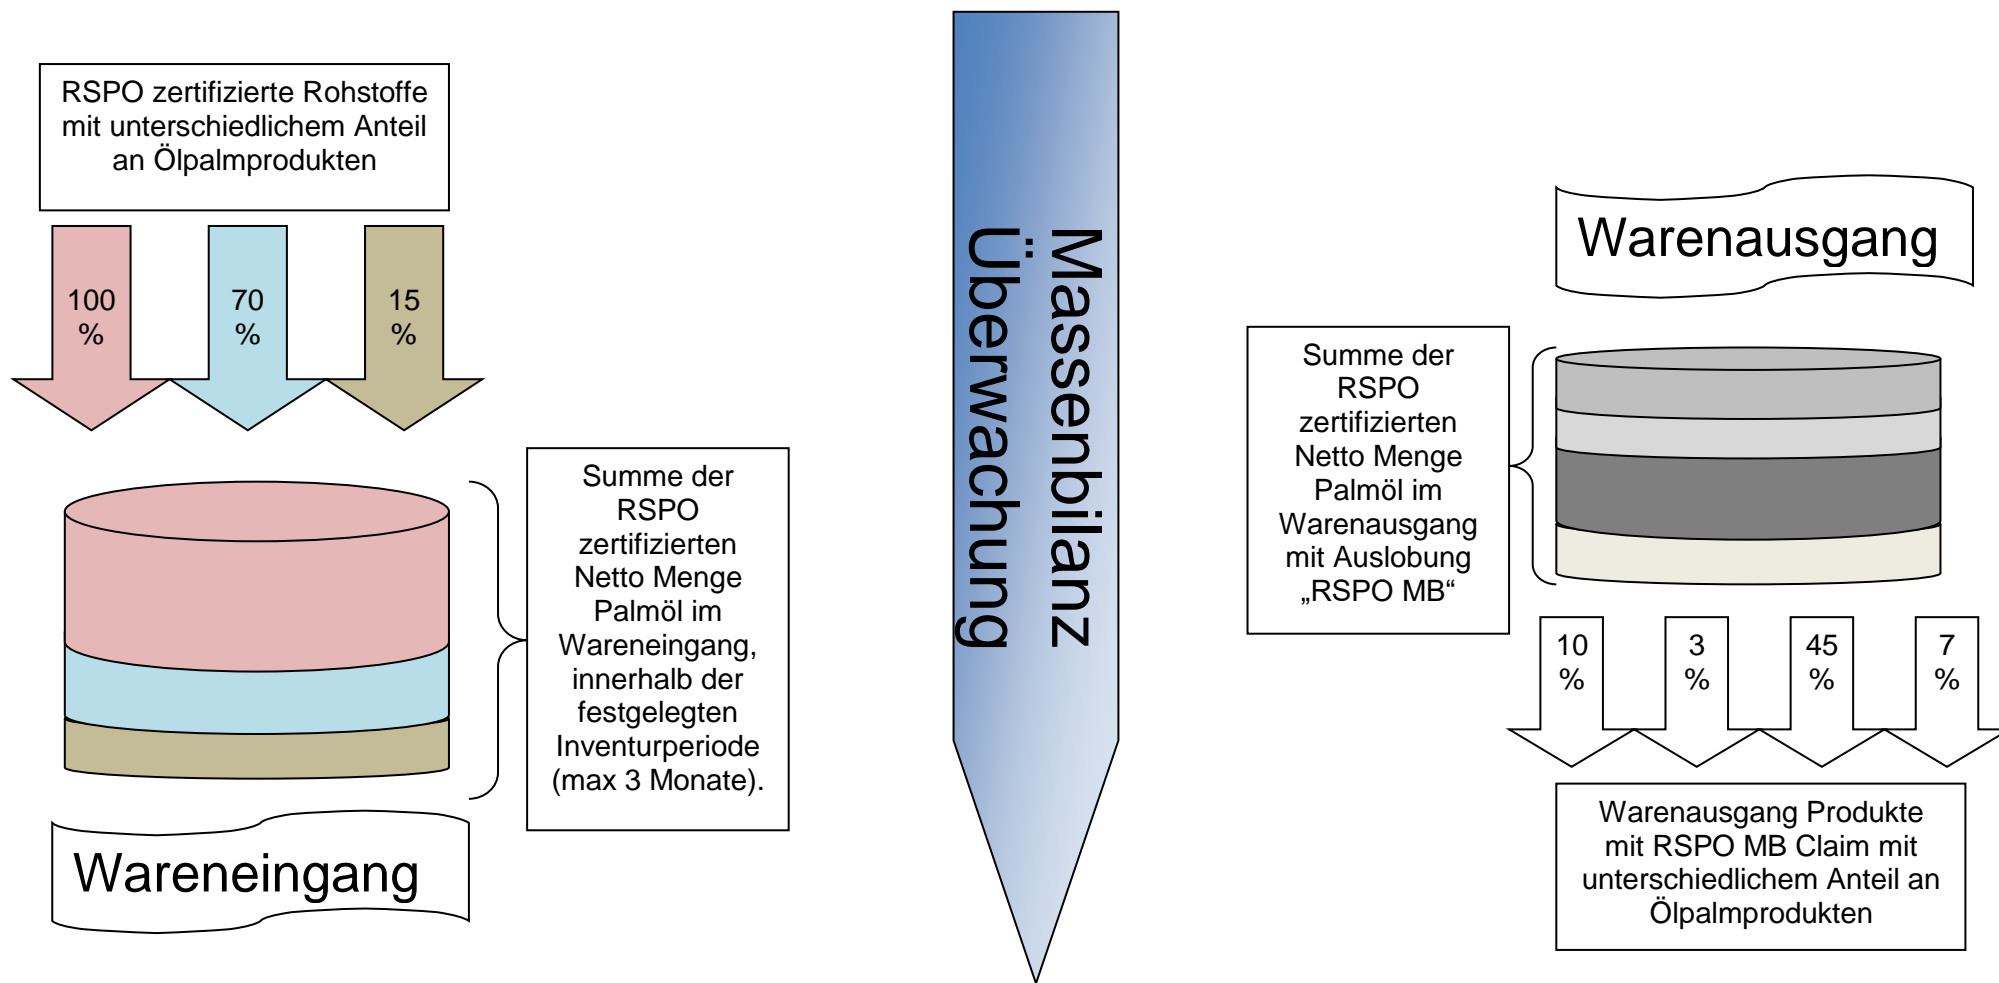 RSPO zertifizierte Rohstoffe
mit unterschiedlichem Anteil
an Ölpalmprodukten
100
%
70
%
15
%
Summe der
RSPO
zertifizierten
Netto Menge
Palmöl im
Wareneingang,
innerhalb der
festgelegten
Inventurperiode
(max 3 Monate).
Wareneingang
Massenbilanz
Überwachung
Warenausgang
Summe der
RSPO
zertifizierten
Netto Menge
Palmöl im
Warenausgang
mit Auslobung
„RSPO MB“
10
%
3
%
45
%
7
%
Warenausgang Produkte
mit RSPO MB Claim mit
unterschiedlichem Anteil an
Ölpalmprodukten